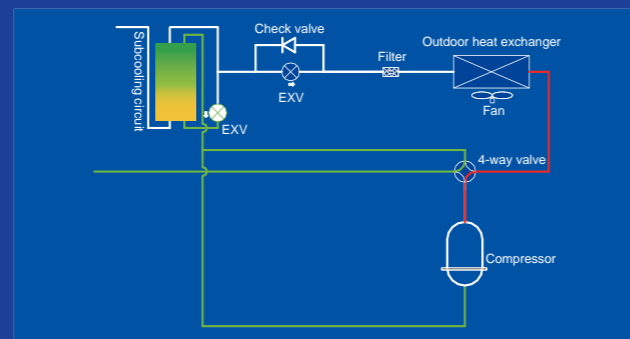 Check valve
Outdoor heat exchanger
Subcooling circuit
Filter
EXV
Fan
EXV
4-way valve
Compressor